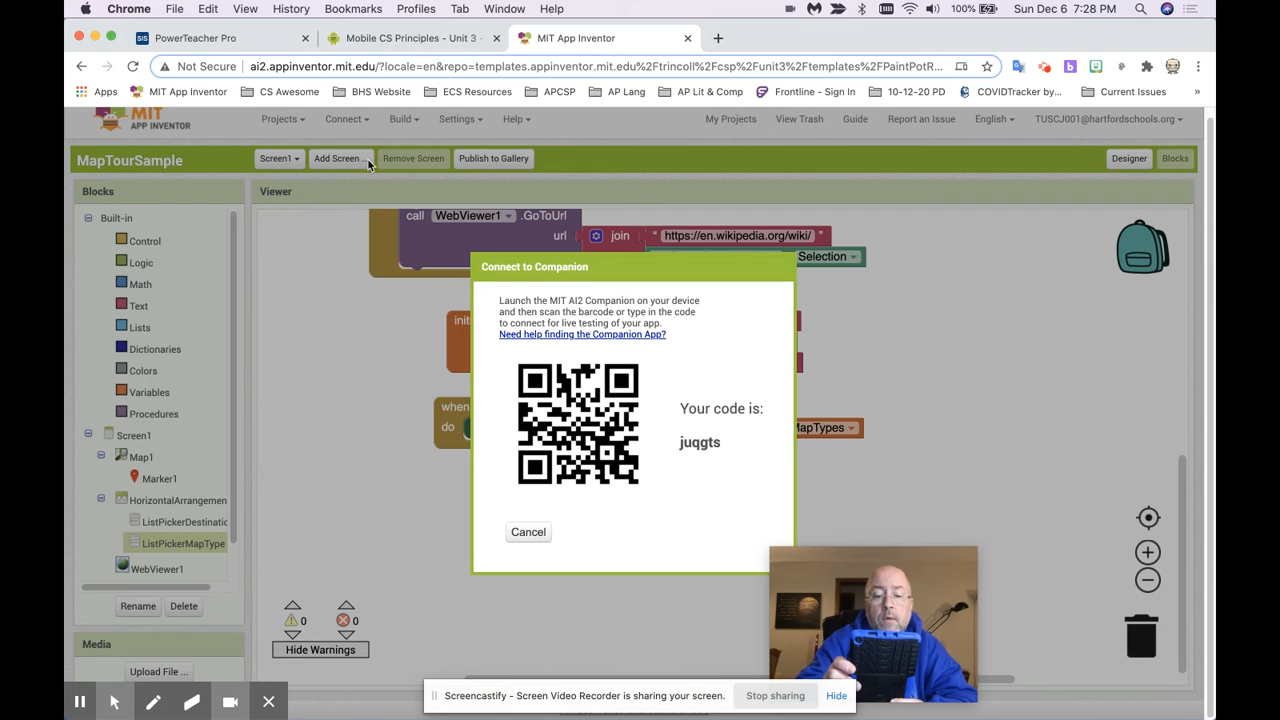 Chrome File Edit View History Bookmarks Profiles Tab Window Help 100% Sun Dec 6 7:28 PM
SIS PowerTeacher Pro × Mobile CS Principles - Unit 3 - × MIT App Inventor × +
Not Secure ai2.appinventor.mit.edu/?locale=en&repo=templates.appinventor.mit.edu%2Ftrincoll%2Fcsp%2Funit3%2Ftemplates%2FPaintPotR...
Apps MIT App Inventor CS Awesome BHS Website ECS Resources APCSP AP Lang AP Lit & Comp Frontline - Sign In 10-12-20 PD COVIDTracker by C... Current Issues »
MIT
APP INVENTOR
Projects Connect Build Settings Help My Projects View Trash Guide Report an Issue English TUSCJ001@hartfordschools.org
MapTourSample Screen1 Add Screen ... Remove Screen Publish to Gallery Designer Blocks
Blocks
Built-in
Control
Logic
Math
Text
Lists
Dictionaries
Colors
Variables
Procedures
Screen1
Map1
Marker1
HorizontalArrangemen
ListPickerDestinatic
ListPickerMapType
WebViewer1
Rename Delete
Media
Upload File ...
Viewer
call WebViewer1 .GoToUrl
url join " https://en.wikipedia.org/wiki/ "
Selection
initi
when
do
MapTypes
Connect to Companion
Launch the MIT AI2 Companion on your device
and then scan the barcode or type in the code
to connect for live testing of your app.
Need help finding the Companion App?
Your code is:
juqgts
Cancel
0 0
Hide Warnings
Screencastify - Screen Video Recorder is sharing your screen. Stop sharing Hide